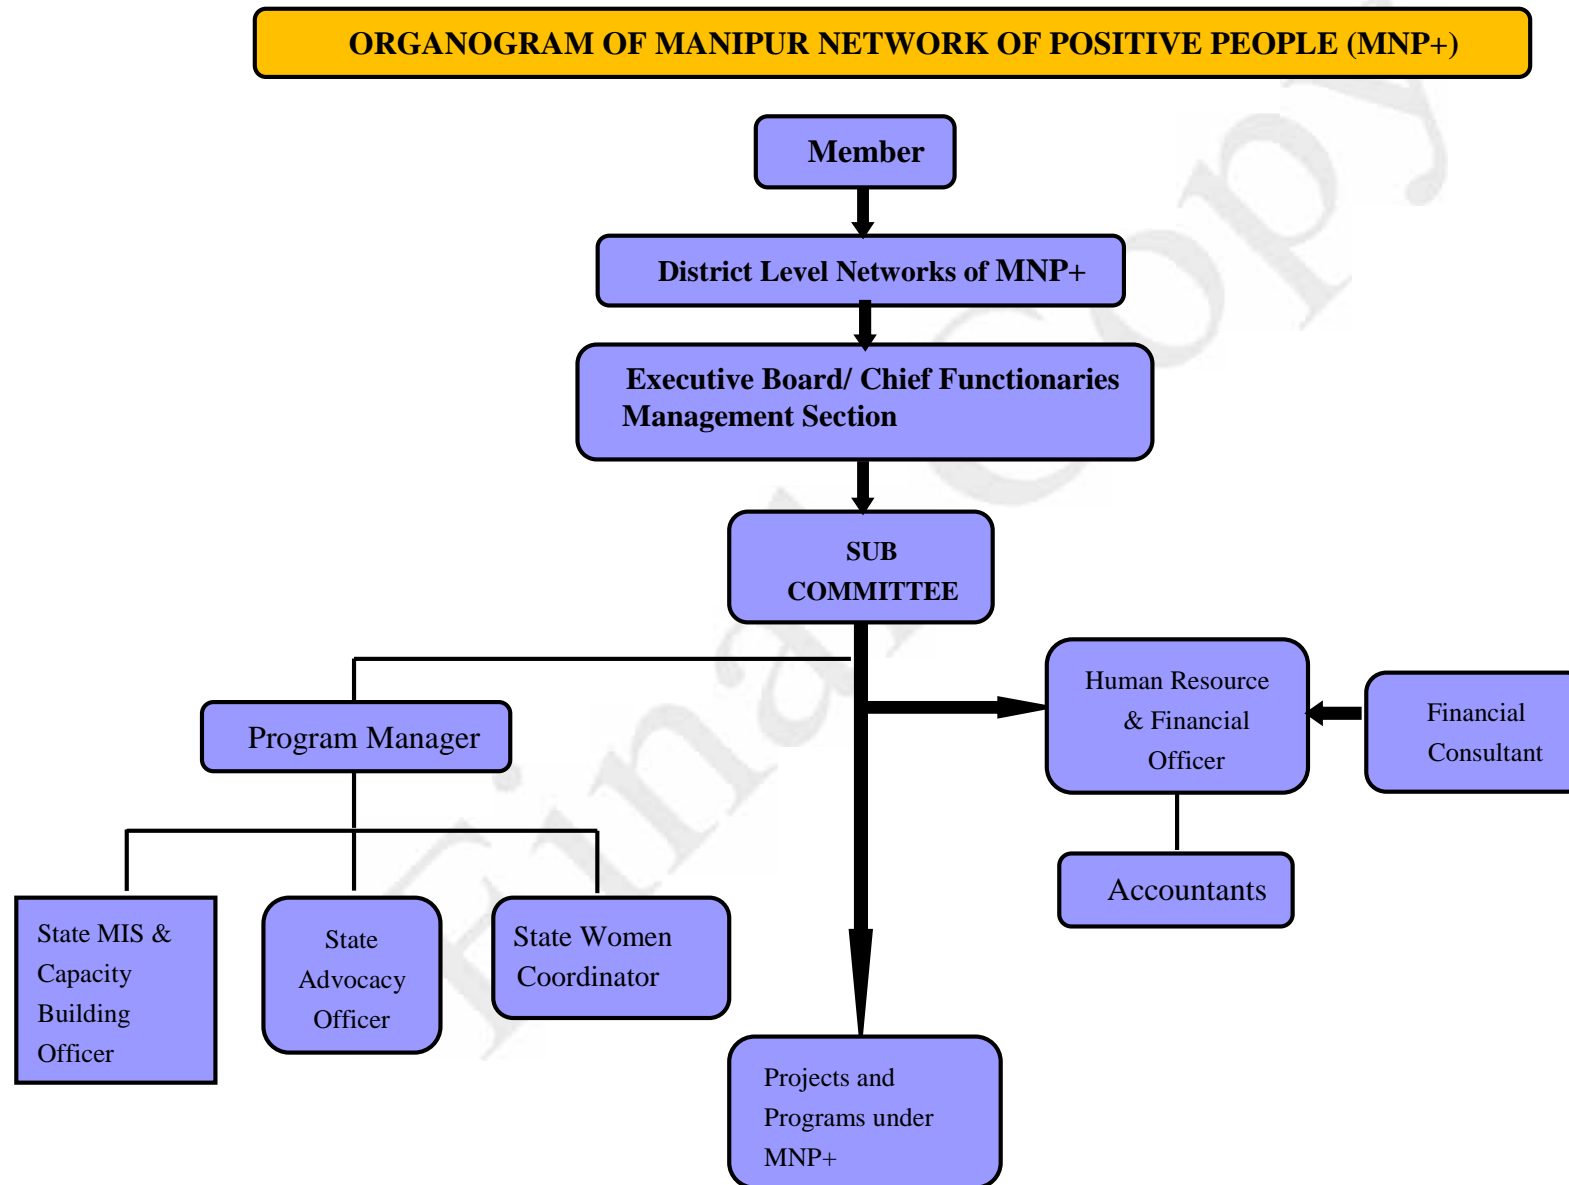 ORGANOGRAM OF MANIPUR NETWORK OF POSITIVE PEOPLE (MNP+)
Member
District Level Networks of MNP+
Executive Board/ Chief Functionaries
Management Section
SUB
COMMITTEE
Human Resource
& Financial
Officer
Financial
Consultant
Program Manager
Accountants
State MIS &
Capacity
Building
Officer
State
Advocacy
Officer
State Women
Coordinator
Projects and
Programs under
MNP+
Final Copy